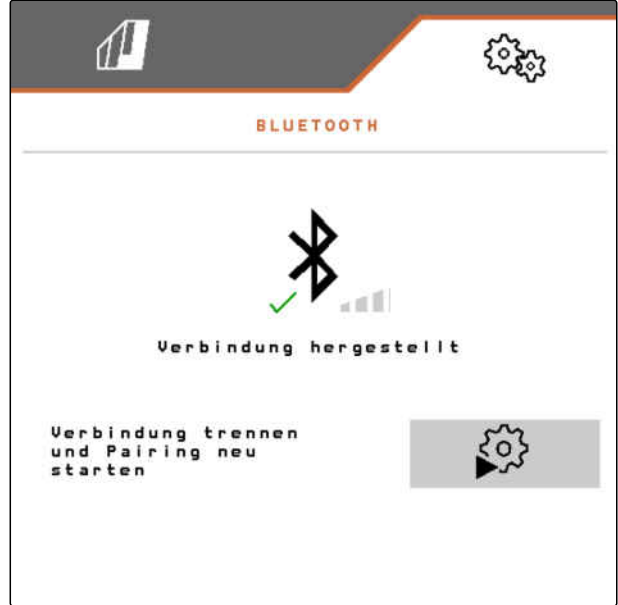 BLUETOOTH
Verbindung hergestellt
Verbindung trennen
und Pairing neu
starten